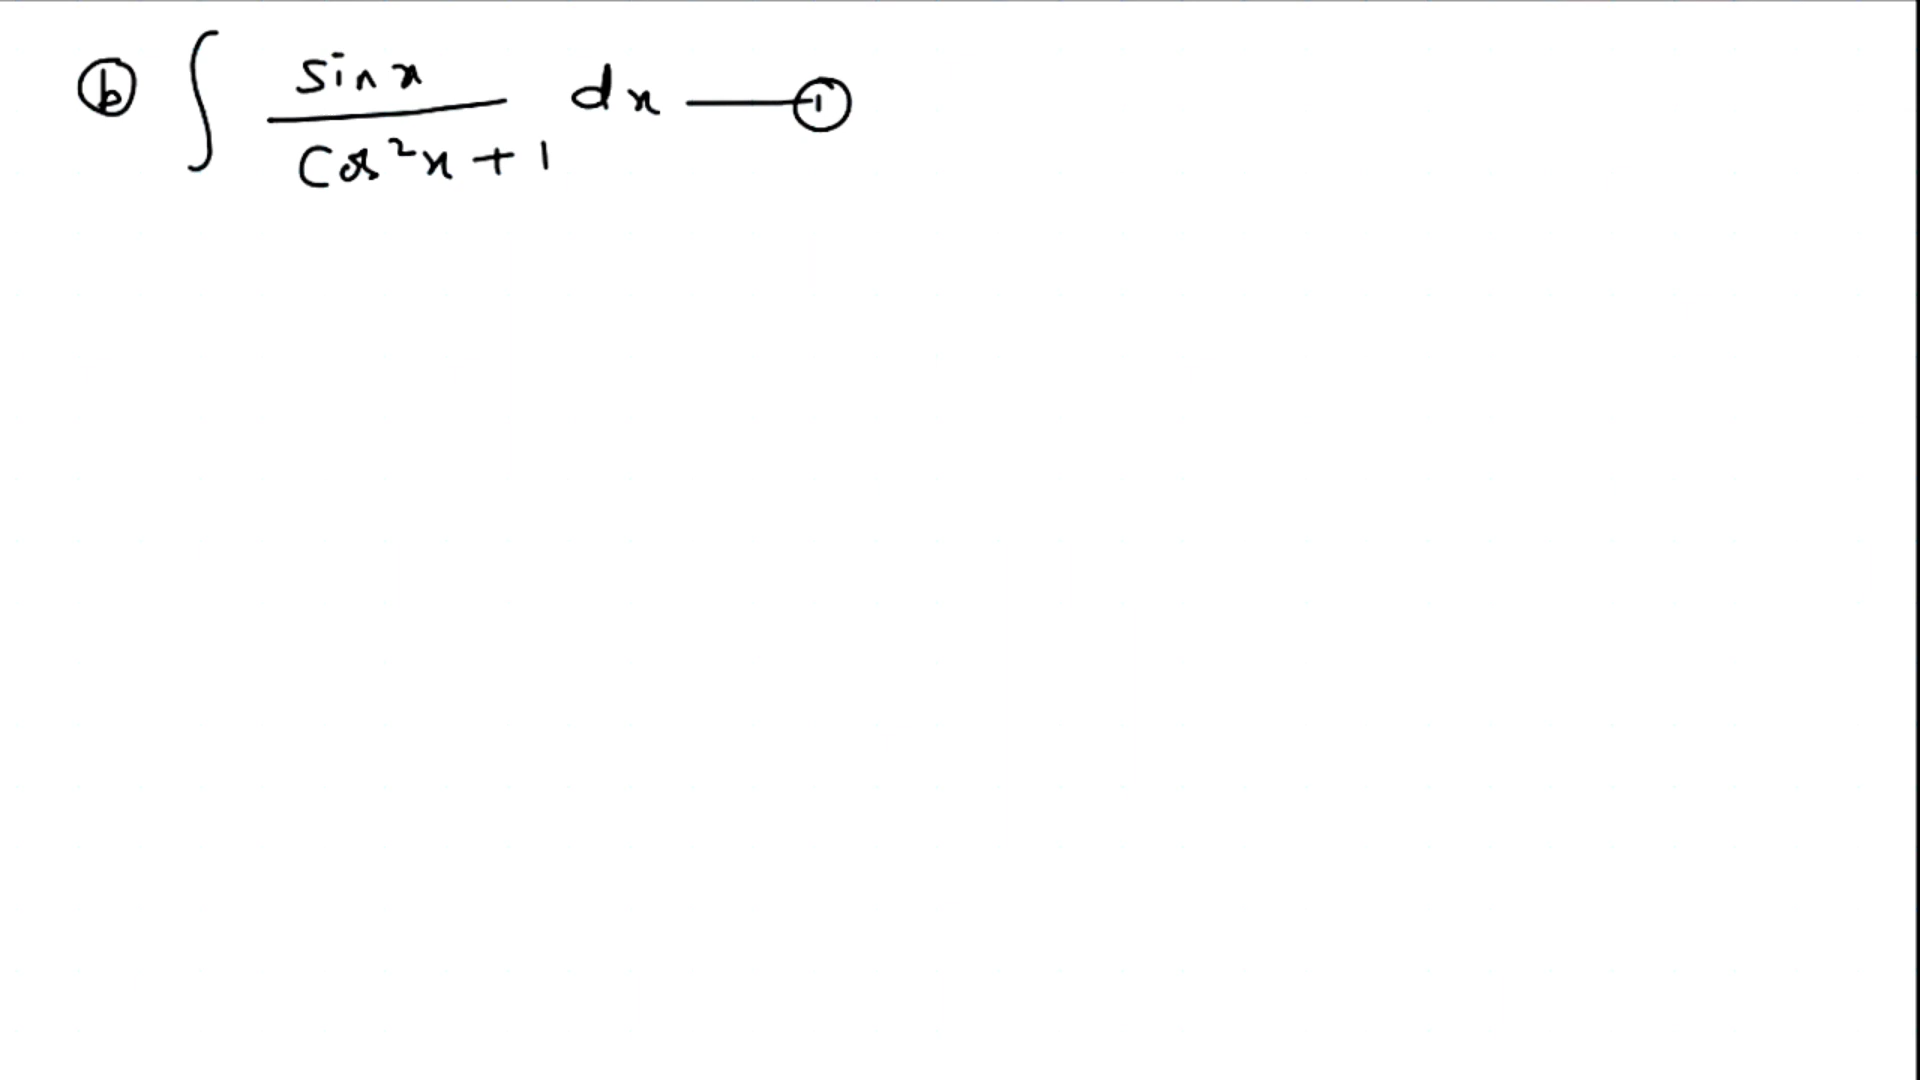 ⓑ ∫ sin x / cos²x + 1 dx —— ①